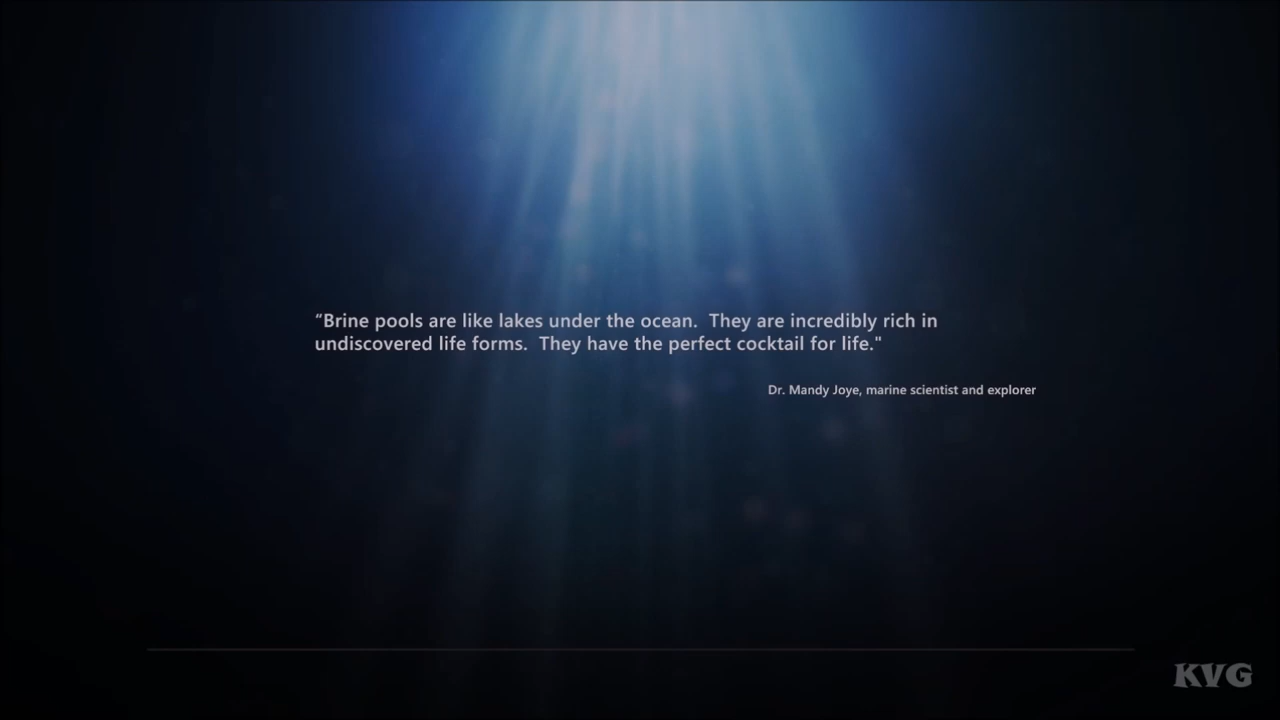 “Brine pools are like lakes under the ocean.  They are incredibly rich in
undiscovered life forms.  They have the perfect cocktail for life."
Dr. Mandy Joye, marine scientist and explorer
KVG